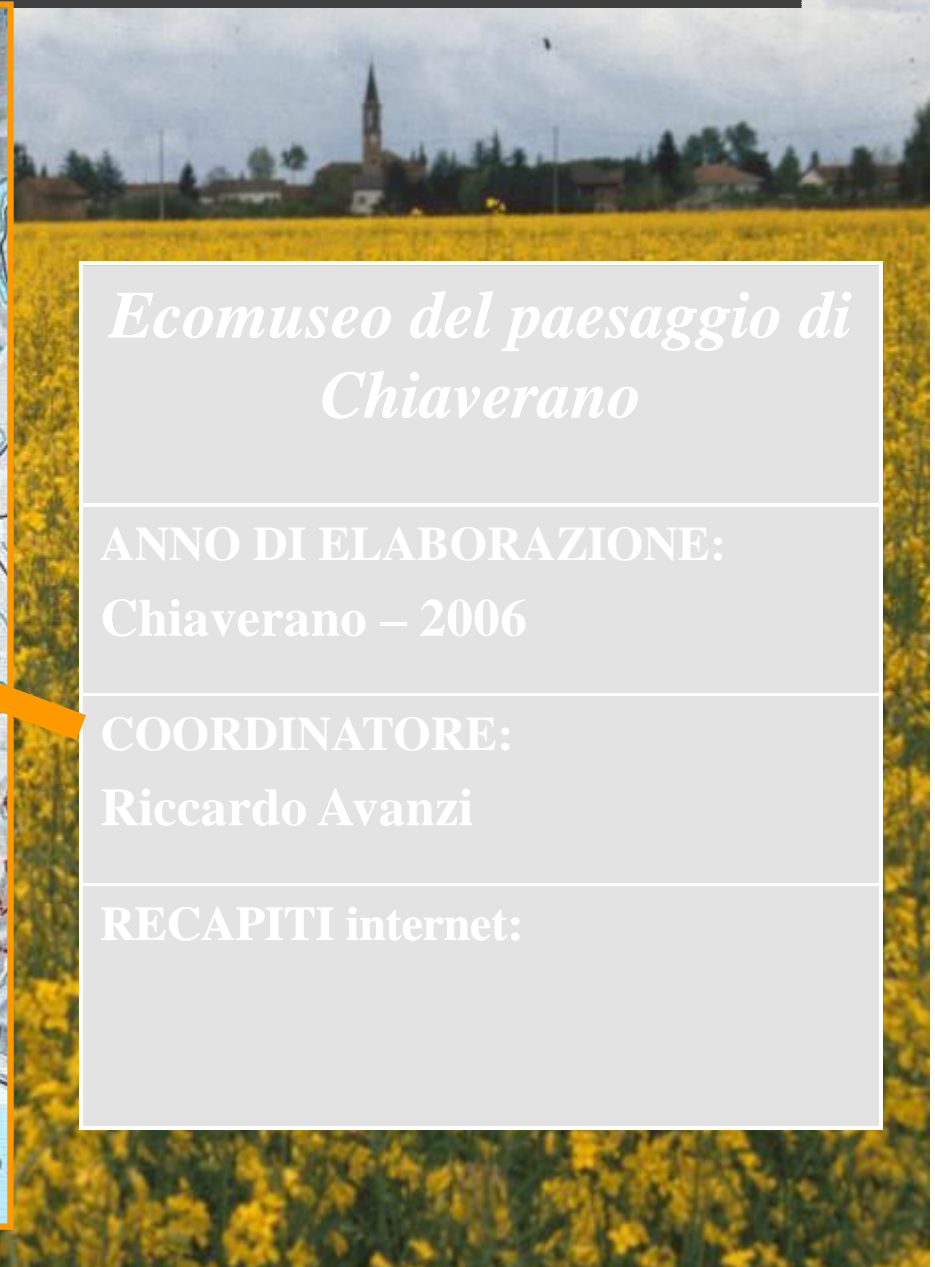 Ecomuseo del paesaggio di
Chiaverano
ANNO DI ELABORAZIONE:
Chiaverano – 2006
COORDINATORE:
Riccardo Avanzi
RECAPITI internet: